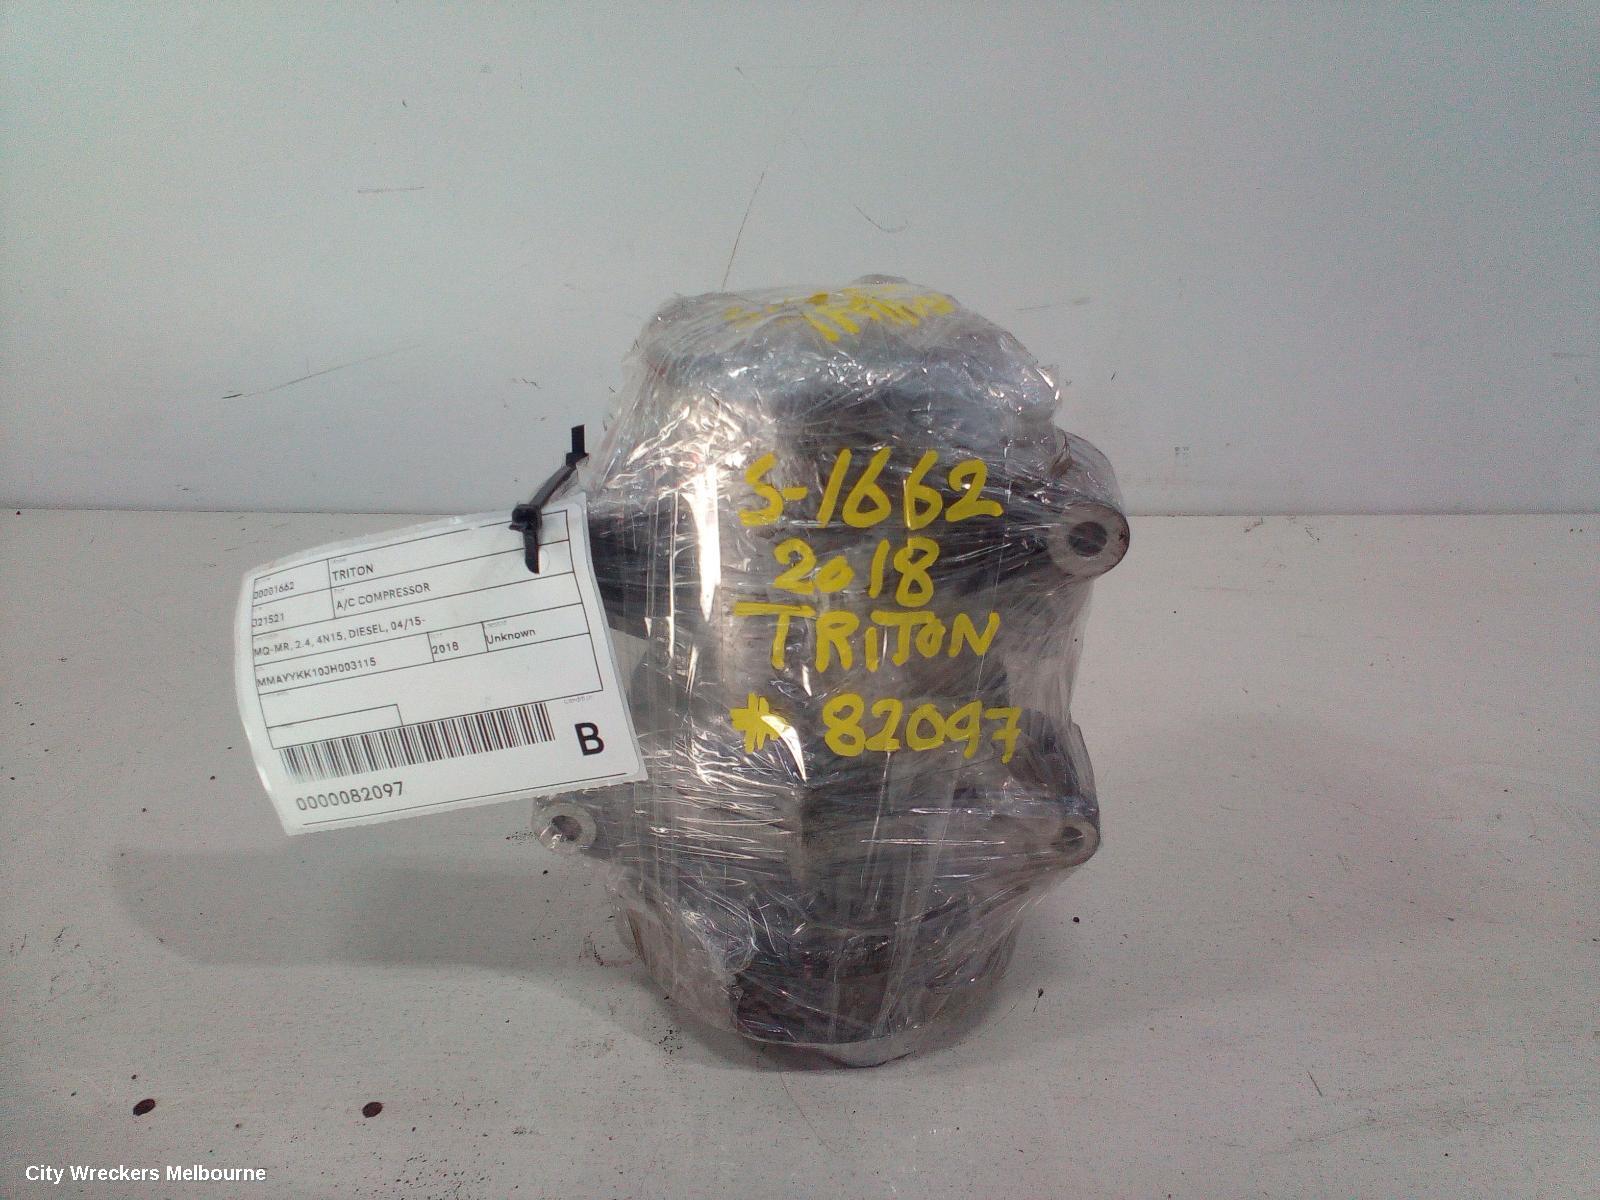 S-1662
2018
TRITON
# 82097
00001662
TRITON
321521
A/C COMPRESSOR
MQ-MR, 2.4, 4N15, DIESEL, 04/15-
MMAYYKK10JH003115
2018
Unknown
B
0000082097
City Wreckers Melbourne